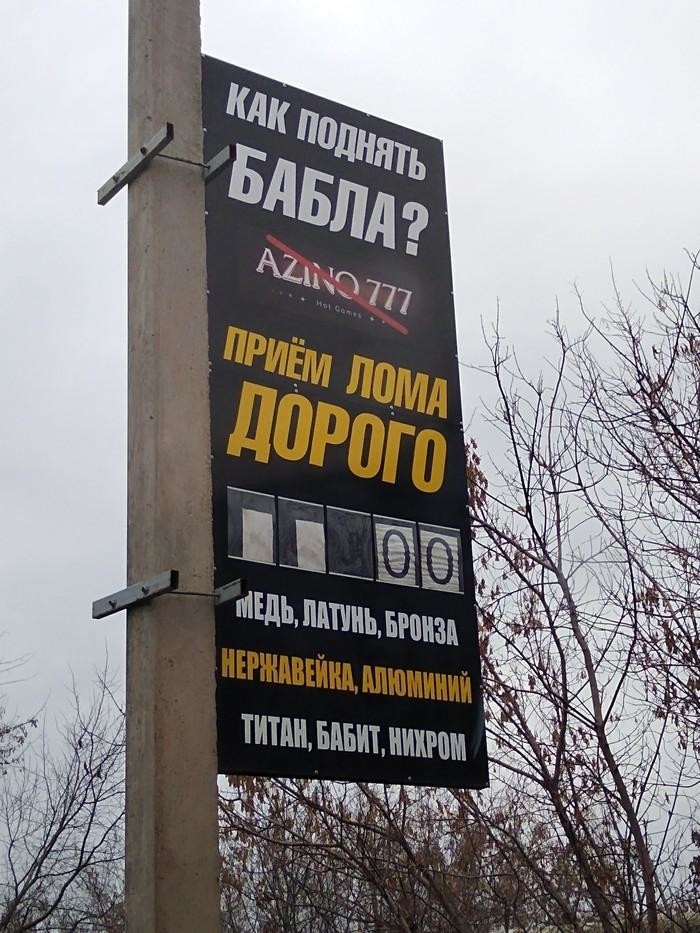 КАК ПОДНЯТЬ
БАБЛА?
AZINO 777
Hot Games
ПРИЁМ ЛОМА
ДОРОГО
00
МЕДЬ, ЛАТУНЬ, БРОНЗА
НЕРЖАВЕЙКА, АЛЮМИНИЙ
ТИТАН, БАБИТ, НИХРОМ